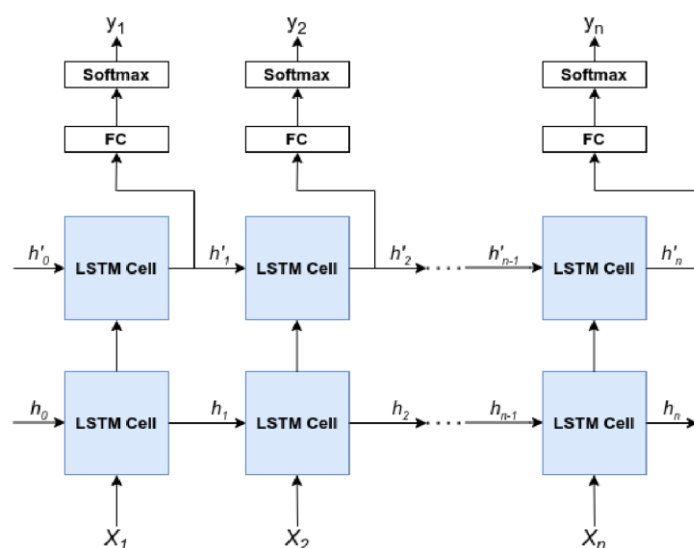 y₁ y₂ yₙ
Softmax Softmax Softmax
FC FC FC
h'₀ LSTM Cell h'₁ LSTM Cell h'₂ ···· h'ₙ₋₁ LSTM Cell h'ₙ
h₀ LSTM Cell h₁ LSTM Cell h₂ ···· hₙ₋₁ LSTM Cell hₙ
X₁ X₂ Xₙ